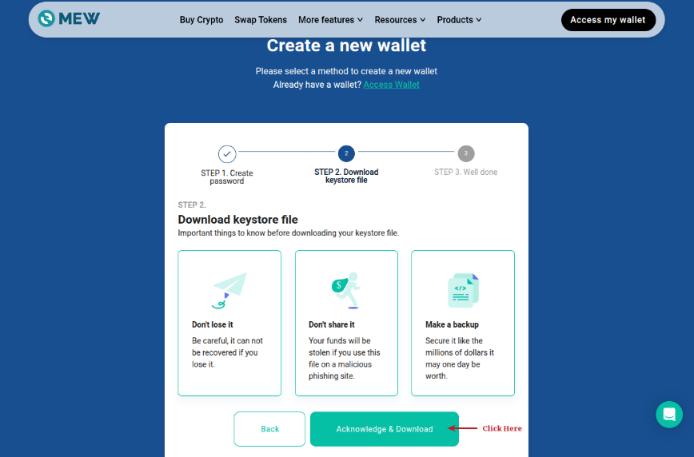 MEW
Buy Crypto Swap Tokens More features Resources Products Access my wallet
Create a new wallet
Please select a method to create a new wallet
Already have a wallet? Access Wallet
2
3
STEP 1. Create
password
STEP 2. Download
keystore file
STEP 3. Well done
STEP 2.
Download keystore file
Important things to know before downloading your keystore file.
$
</>
Don't lose it
Be careful, it can not
be recovered if you
lose it.
Don't share it
Your funds will be
stolen if you use this
file on a malicious
phishing site.
Make a backup
Secure it like the
millions of dollars it
may one day be
worth.
Back
Acknowledge & Download
Click Here